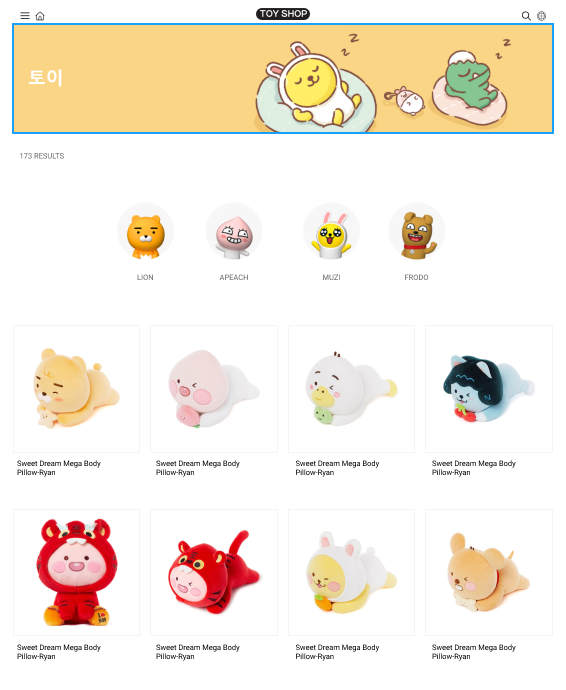 TOY SHOP
토이
z z
z z
173 RESULTS
LION
APEACH
MUZI
FRODO
Sweet Dream Mega Body
Pillow-Ryan
Sweet Dream Mega Body
Pillow-Ryan
Sweet Dream Mega Body
Pillow-Ryan
Sweet Dream Mega Body
Pillow-Ryan
Sweet Dream Mega Body
Pillow-Ryan
Sweet Dream Mega Body
Pillow-Ryan
Sweet Dream Mega Body
Pillow-Ryan
Sweet Dream Mega Body
Pillow-Ryan